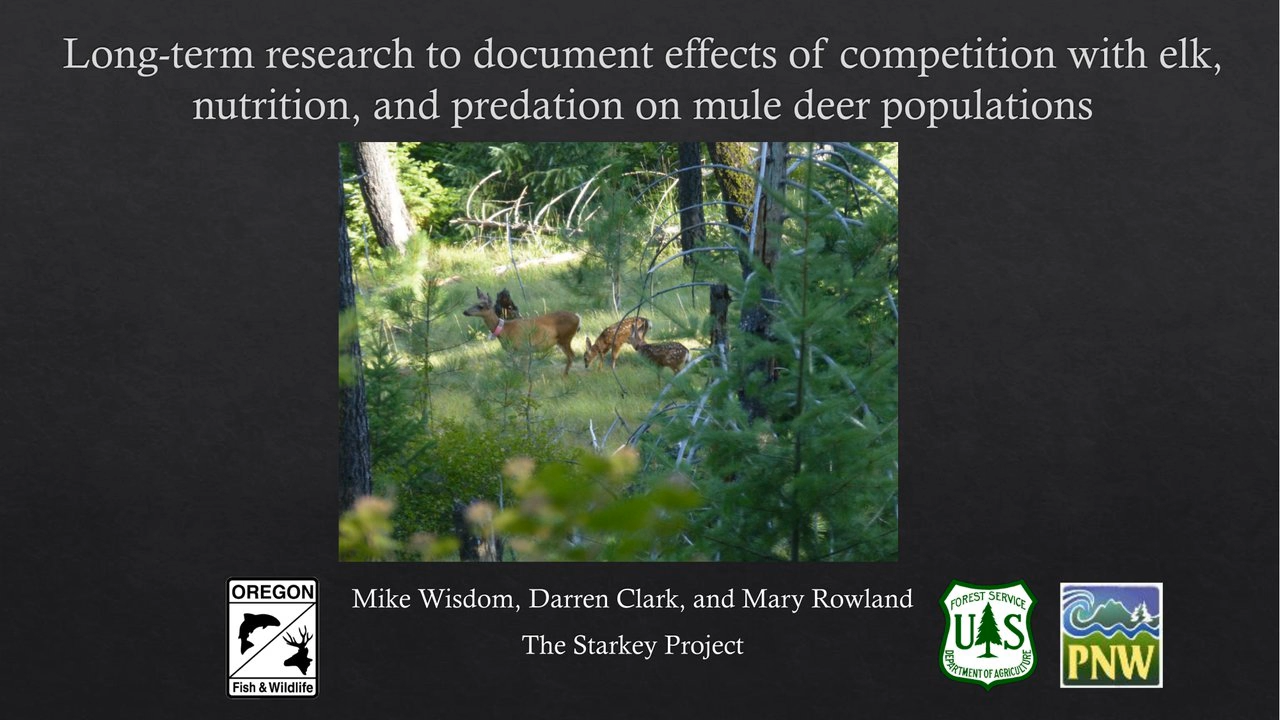 Long-term research to document effects of competition with elk,
nutrition, and predation on mule deer populations
OREGON
Fish & Wildlife
Mike Wisdom, Darren Clark, and Mary Rowland
The Starkey Project
FOREST SERVICE
U S
DEPARTMENT OF AGRICULTURE
PNW